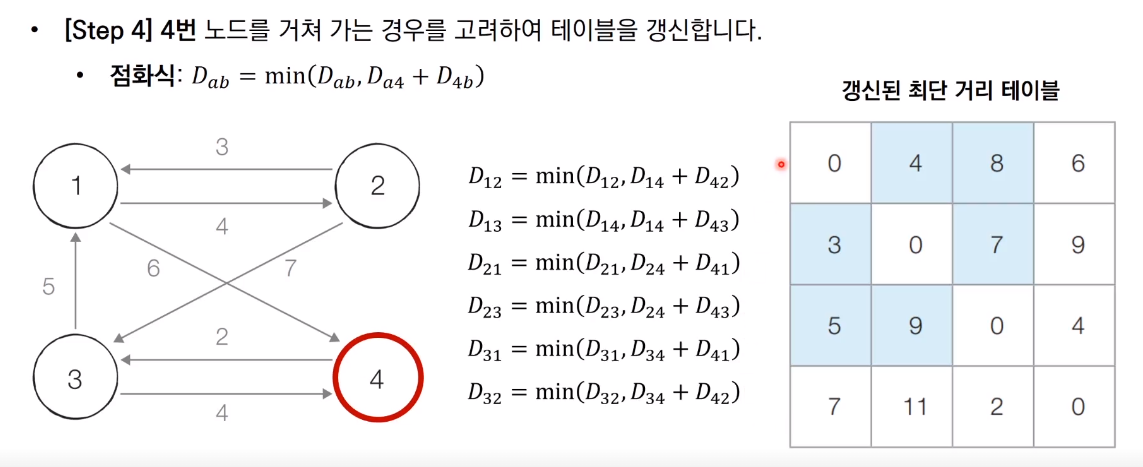 • [Step 4] 4번 노드를 거쳐 가는 경우를 고려하여 테이블을 갱신합니다.
• 점화식: D_{ab} = min(D_{ab}, D_{a4} + D_{4b})
갱신된 최단 거리 테이블
1
2
3
4
3
4
6
7
5
2
4
D_{12} = min(D_{12}, D_{14} + D_{42})
D_{13} = min(D_{14}, D_{14} + D_{43})
D_{21} = min(D_{21}, D_{24} + D_{41})
D_{23} = min(D_{23}, D_{24} + D_{43})
D_{31} = min(D_{31}, D_{34} + D_{41})
D_{32} = min(D_{32}, D_{34} + D_{42})
0 4 8 6
3 0 7 9
5 9 0 4
7 11 2 0